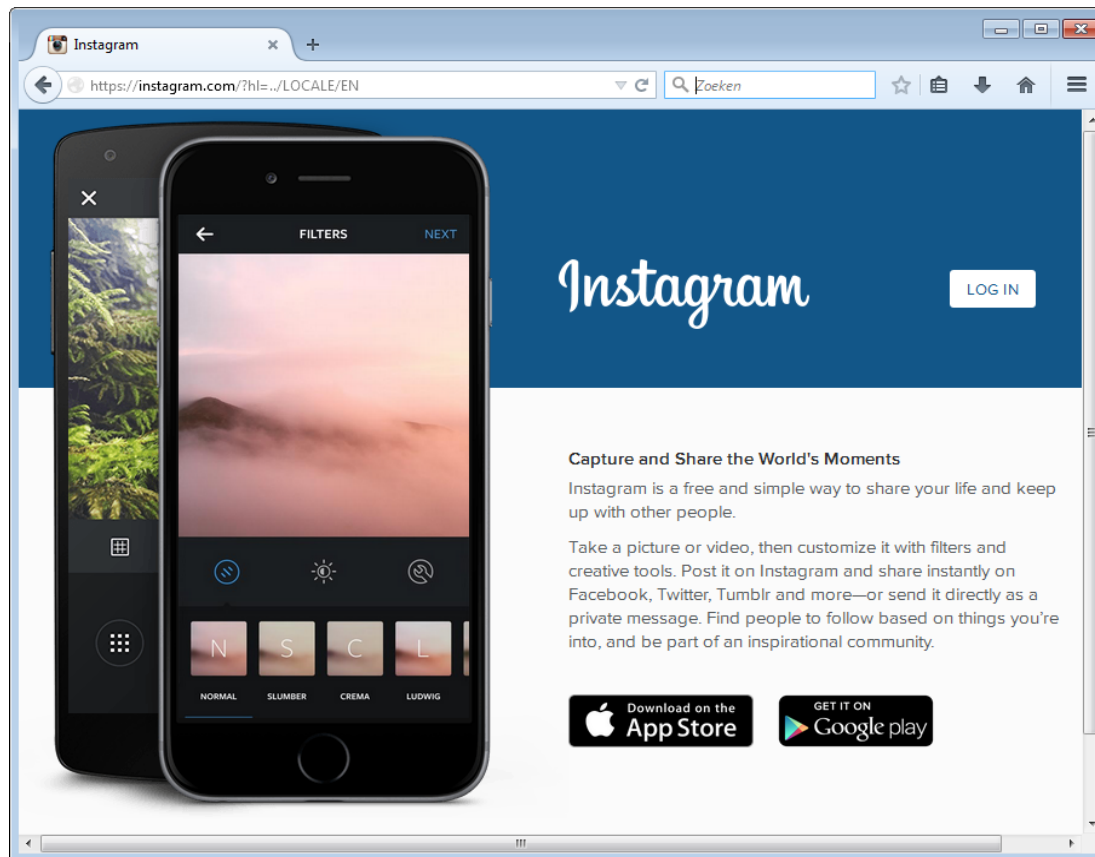 Instagram
https://instagram.com/?hl=../LOCALE/EN
Zoeken
FILTERS
NEXT
Instagram
LOG IN
Capture and Share the World's Moments
Instagram is a free and simple way to share your life and keep
up with other people.
Take a picture or video, then customize it with filters and
creative tools. Post it on Instagram and share instantly on
Facebook, Twitter, Tumblr and more—or send it directly as a
private message. Find people to follow based on things you’re
into, and be part of an inspirational community.
N S C L
NORMAL SLUMBER CREMA LUDWIG
Download on the
App Store
GET IT ON
Google play